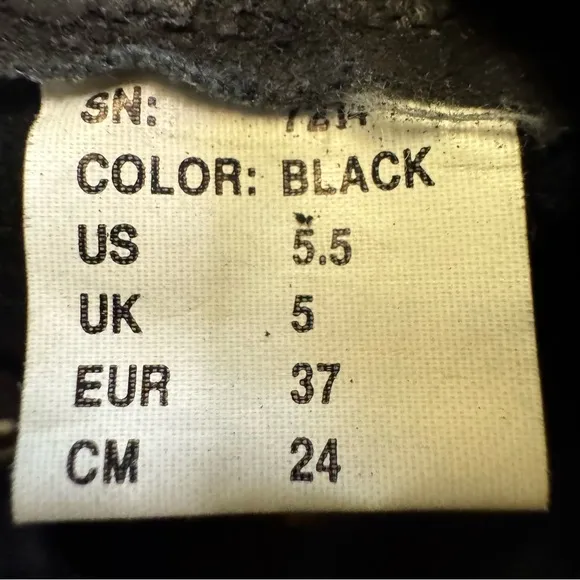 SN:
COLOR: BLACK
US 5.5
UK 5
EUR 37
CM 24